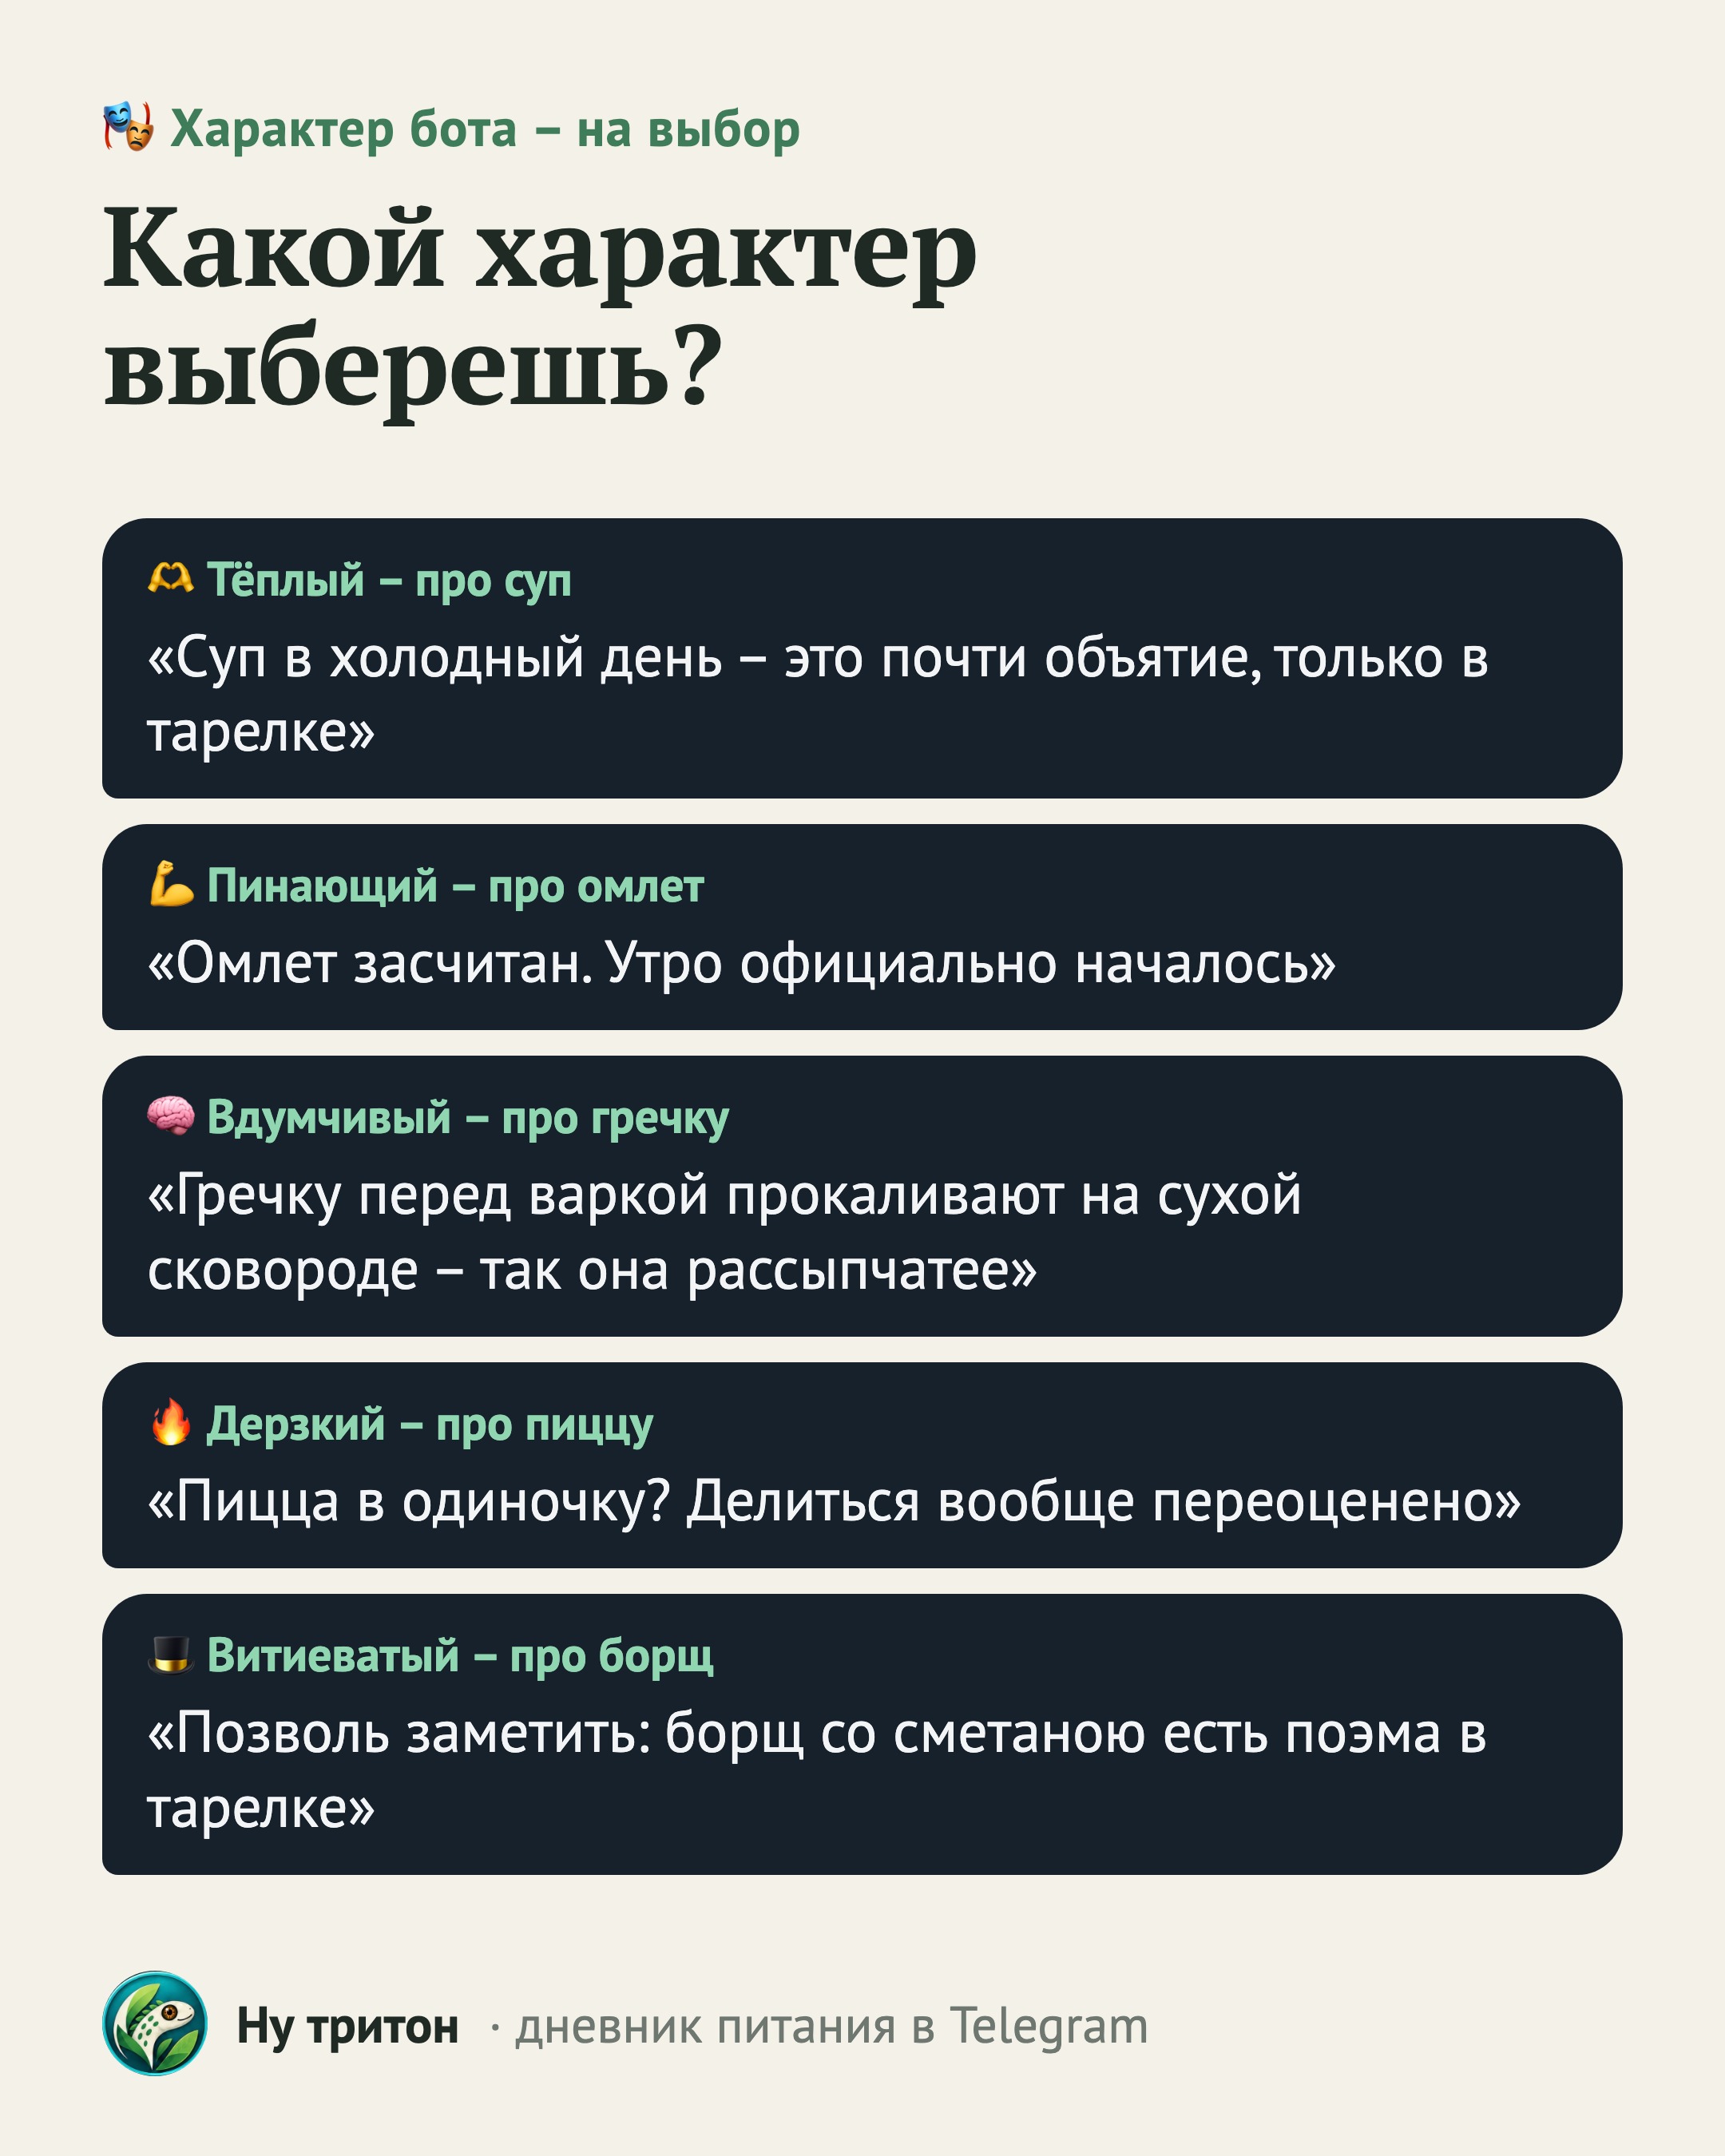 🎭 Характер бота – на выбор
Какой характер
выберешь?
🫶 Тёплый – про суп
«Суп в холодный день – это почти объятие, только в
тарелке»
💪 Пинающий – про омлет
«Омлет засчитан. Утро официально началось»
🧠 Вдумчивый – про гречку
«Гречку перед варкой прокаливают на сухой
сковороде – так она рассыпчатее»
🔥 Дерзкий – про пиццу
«Пицца в одиночку? Делиться вообще переоценено»
🎩 Витиеватый – про борщ
«Позволь заметить: борщ со сметаною есть поэма в
тарелке»
Ну тритон · дневник питания в Telegram